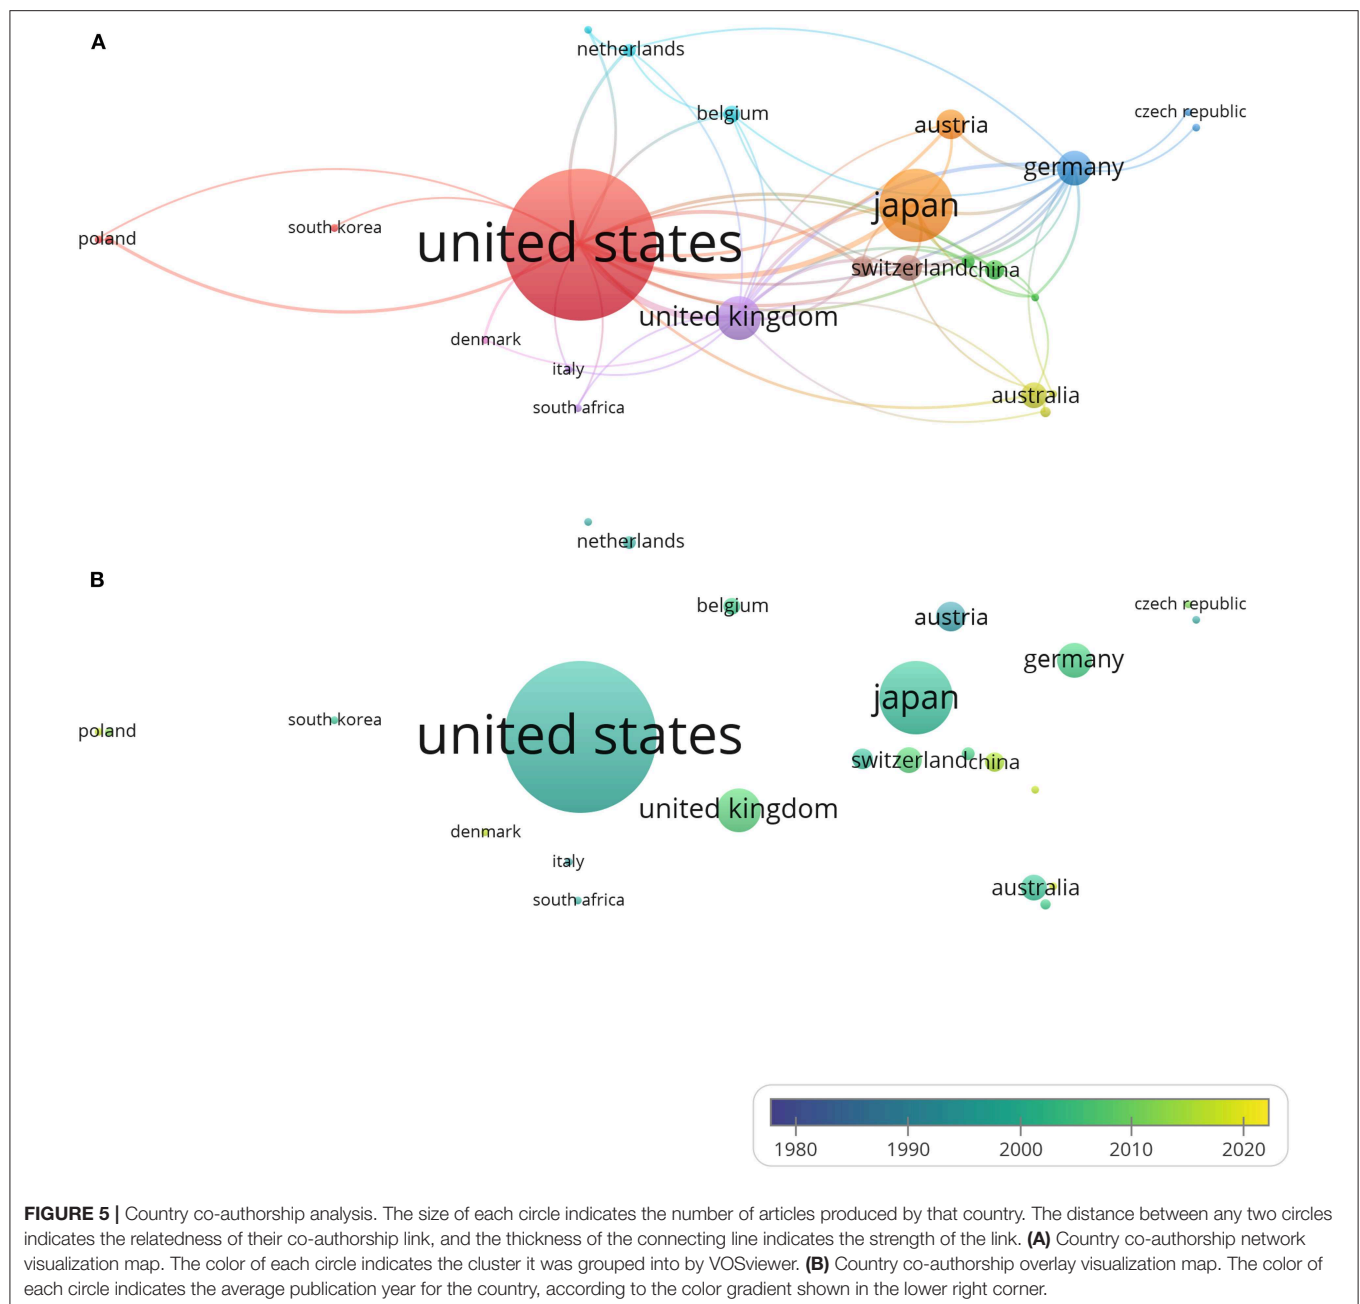 A
netherlands
belgium
czech republic
austria
germany
japan
south korea
poland
united states
switzerland
china
united kingdom
denmark
italy
south africa
australia
netherlands
B
belgium
czech republic
austria
germany
japan
south korea
poland
united states
switzerland
china
united kingdom
denmark
italy
south africa
australia
1980 1990 2000 2010 2020
FIGURE 5 | Country co-authorship analysis. The size of each circle indicates the number of articles produced by that country. The distance between any two circles
indicates the relatedness of their co-authorship link, and the thickness of the connecting line indicates the strength of the link. (A) Country co-authorship network
visualization map. The color of each circle indicates the cluster it was grouped into by VOSviewer. (B) Country co-authorship overlay visualization map. The color of
each circle indicates the average publication year for the country, according to the color gradient shown in the lower right corner.